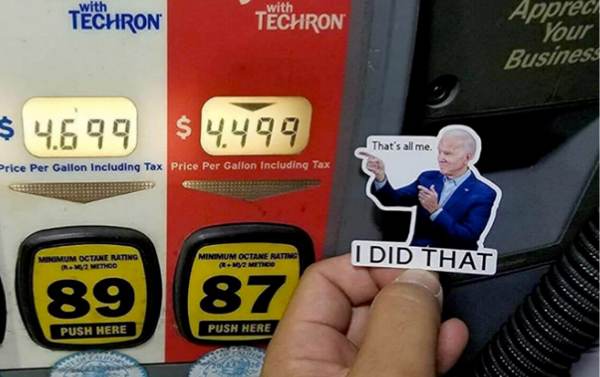 with
TECHRON
with
TECHRON
Your
Business
$ 4.699
$ 4.499
Price Per Gallon Including Tax
Price Per Gallon Including Tax
That's all me.
I DID THAT
MINIMUM OCTANE RATING
(R+M)/2 METHOD
89
PUSH HERE
MINIMUM OCTANE RATING
(R+M)/2 METHOD
87
PUSH HERE